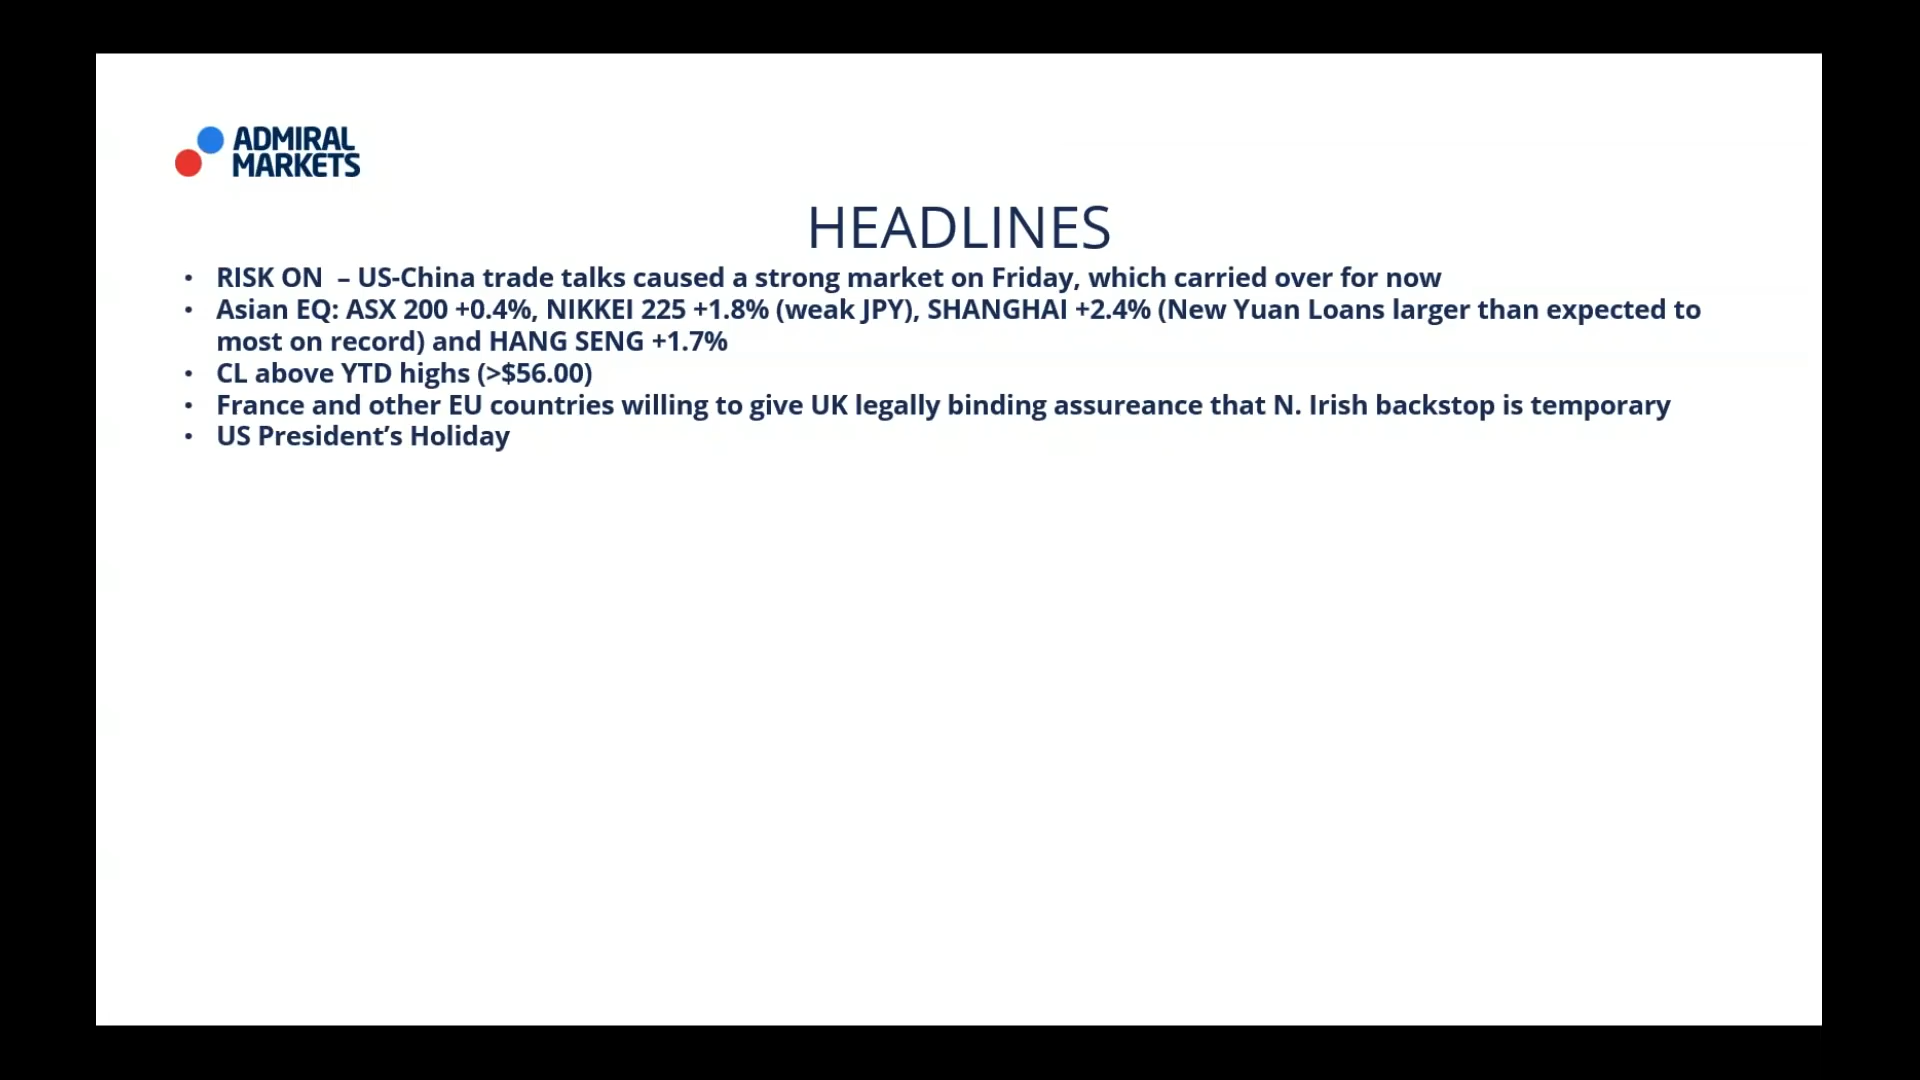 ADMIRAL
MARKETS
HEADLINES
• RISK ON – US-China trade talks caused a strong market on Friday, which carried over for now
• Asian EQ: ASX 200 +0.4%, NIKKEI 225 +1.8% (weak JPY), SHANGHAI +2.4% (New Yuan Loans larger than expected to
most on record) and HANG SENG +1.7%
• CL above YTD highs (>$56.00)
• France and other EU countries willing to give UK legally binding assureance that N. Irish backstop is temporary
• US President’s Holiday